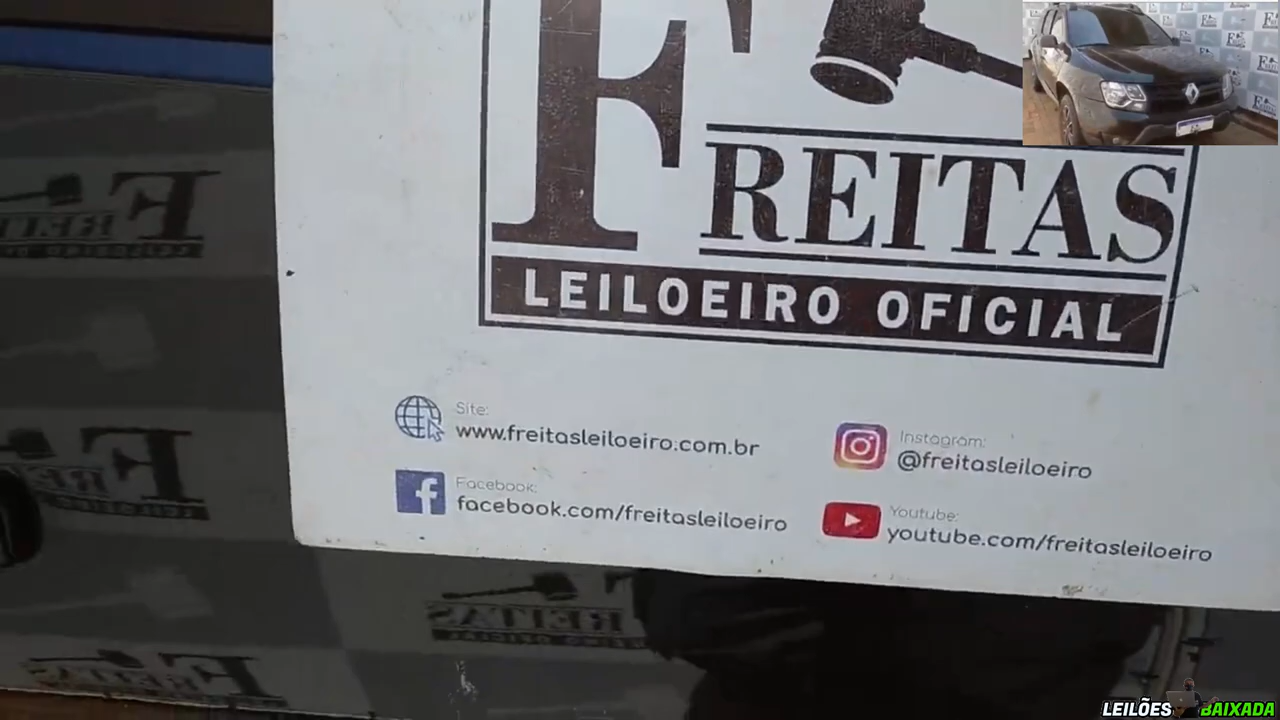 FREITAS
LEILOEIRO OFICIAL
Site:
www.freitasleiloeiro.com.br
Facebook:
facebook.com/freitasleiloeiro
Instagram:
@freitasleiloeiro
Youtube:
youtube.com/freitasleiloeiro
LEILÕES BAIXADA